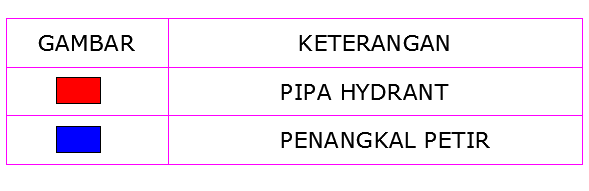 GAMBAR KETERANGAN
PIPA HYDRANT
PENANGKAL PETIR